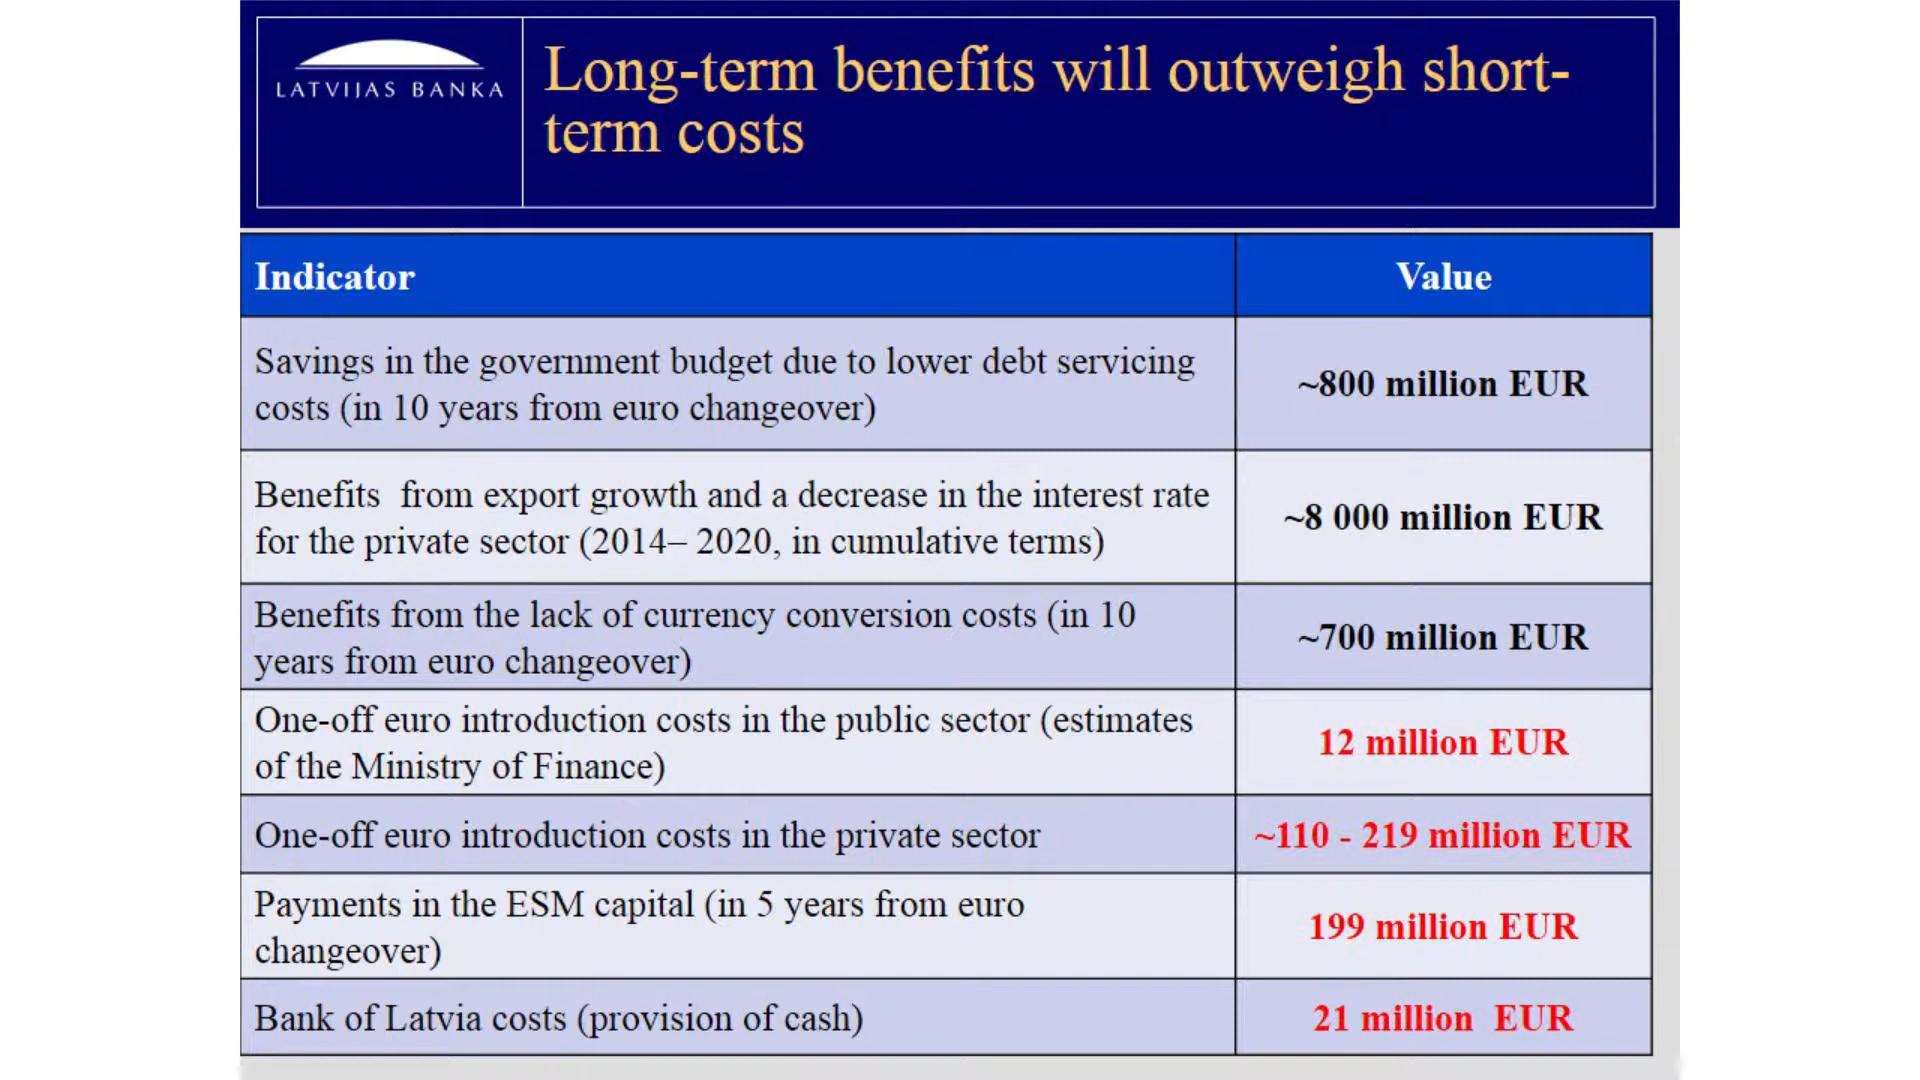 LATVIJAS BANKA
Long-term benefits will outweigh short-
term costs
Indicator
Value
Savings in the government budget due to lower debt servicing
costs (in 10 years from euro changeover)
~800 million EUR
Benefits  from export growth and a decrease in the interest rate
for the private sector (2014– 2020, in cumulative terms)
~8 000 million EUR
Benefits from the lack of currency conversion costs (in 10
years from euro changeover)
~700 million EUR
One-off euro introduction costs in the public sector (estimates
of the Ministry of Finance)
12 million EUR
One-off euro introduction costs in the private sector
~110 - 219 million EUR
Payments in the ESM capital (in 5 years from euro
changeover)
199 million EUR
Bank of Latvia costs (provision of cash)
21 million  EUR